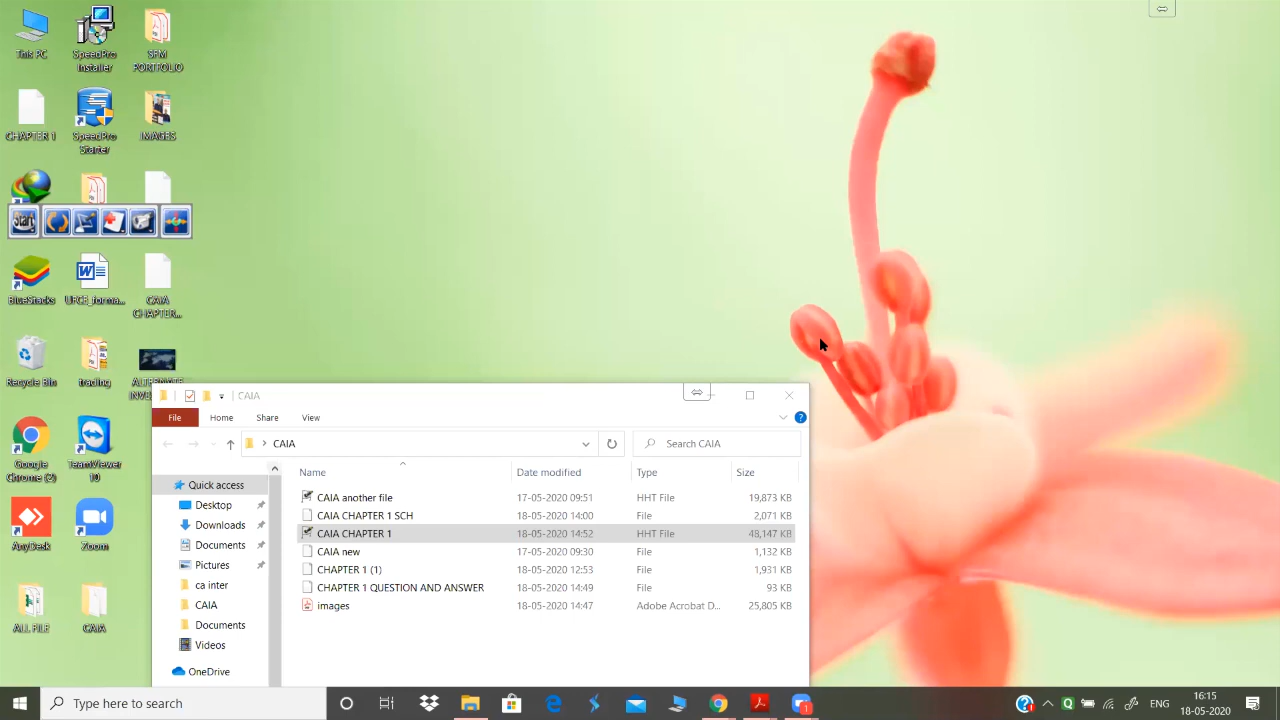 This PC
SpeedPro Installer
SFM PORTFOLIO
CHAPTER 1
SpeedPro Starter
IMAGES
Start
BlueStacks
UFCE_forma...
CAIA CHAPTER...
Recycle Bin
trading
ALTERNATE
Google Chrome (2)
TeamViewer 10
AnyDesk
Zoom
ALL FILE
CAIA
CAIA
File
Home
Share
View
CAIA
Search CAIA
Name
Date modified
Type
Size
Quick access
Desktop
Downloads
Documents
Pictures
ca inter
CAIA
Documents
Videos
OneDrive
CAIA another file 17-05-2020 09:51 HHT File 19,873 KB
CAIA CHAPTER 1 SCH 18-05-2020 14:00 File 2,071 KB
CAIA CHAPTER 1 18-05-2020 14:52 HHT File 48,147 KB
CAIA new 17-05-2020 09:30 File 1,132 KB
CHAPTER 1 (1) 18-05-2020 12:53 File 1,931 KB
CHAPTER 1 QUESTION AND ANSWER 18-05-2020 14:49 File 93 KB
images 18-05-2020 14:47 Adobe Acrobat D... 25,805 KB
Type here to search
1
ENG
16:15
18-05-2020